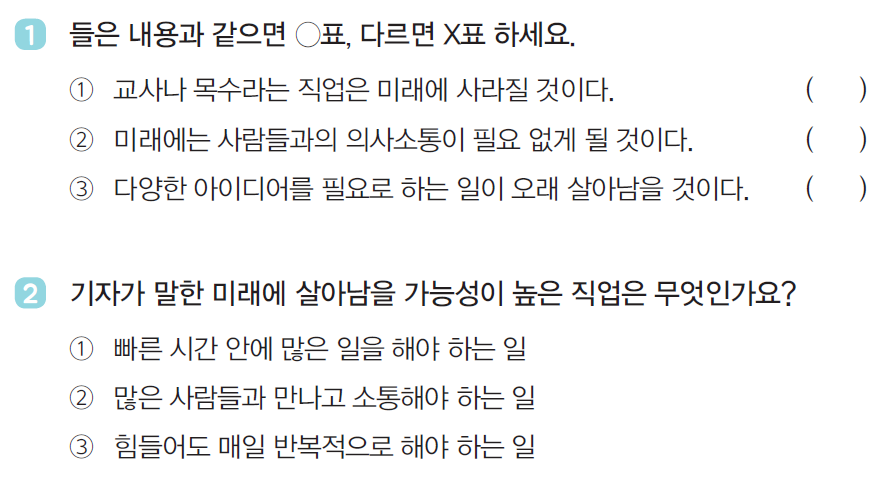 1 들은 내용과 같으면 ○표, 다르면 X표 하세요.
① 교사나 목수라는 직업은 미래에 사라질 것이다. ( )
② 미래에는 사람들과의 의사소통이 필요 없게 될 것이다. ( )
③ 다양한 아이디어를 필요로 하는 일이 오래 살아남을 것이다. ( )
2 기자가 말한 미래에 살아남을 가능성이 높은 직업은 무엇인가요?
① 빠른 시간 안에 많은 일을 해야 하는 일
② 많은 사람들과 만나고 소통해야 하는 일
③ 힘들어도 매일 반복적으로 해야 하는 일